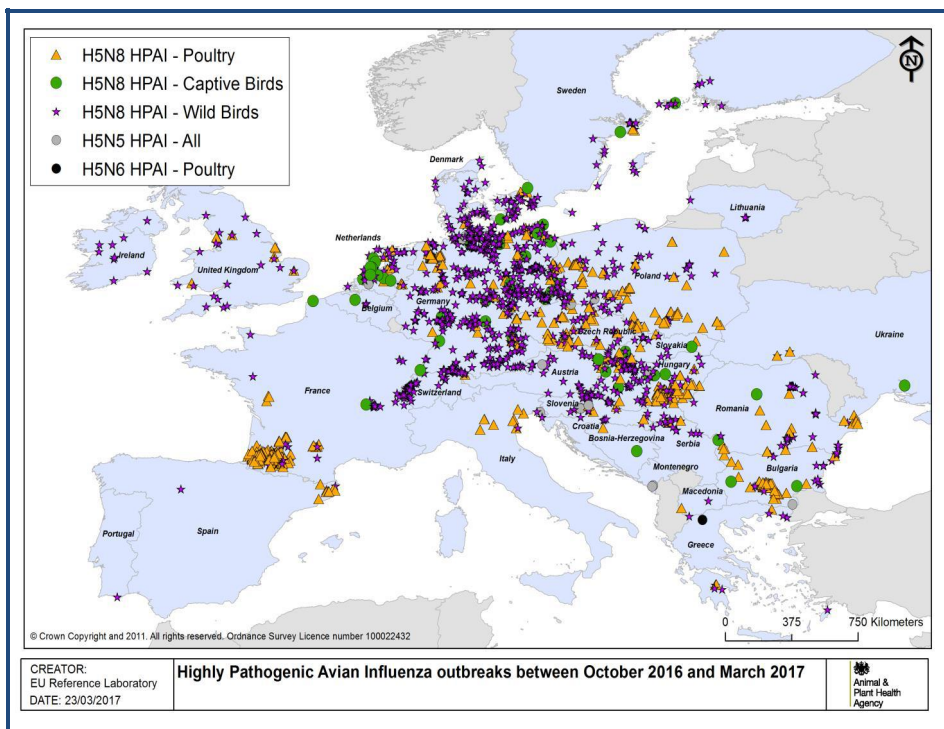 H5N8 HPAI - Poultry
H5N8 HPAI - Captive Birds
H5N8 HPAI - Wild Birds
H5N5 HPAI - All
H5N6 HPAI - Poultry
N
Sweden
Denmark
Lithuania
Ireland
United Kingdom
Netherlands
Poland
Belgium
Germany
Czech Republic
Ukraine
Slovakia
Hungary
Austria
France
Switzerland
Slovenia
Romania
Croatia
Bosnia-Herzegovina
Serbia
Italy
Montenegro
Bulgaria
Macedonia
Portugal
Spain
Greece
0 375 750 Kilometers
© Crown Copyright and 2011. All rights reserved. Ordnance Survey Licence number 100022432
CREATOR:
EU Reference Laboratory
DATE: 23/03/2017
Highly Pathogenic Avian Influenza outbreaks between October 2016 and March 2017
Animal &
Plant Health
Agency